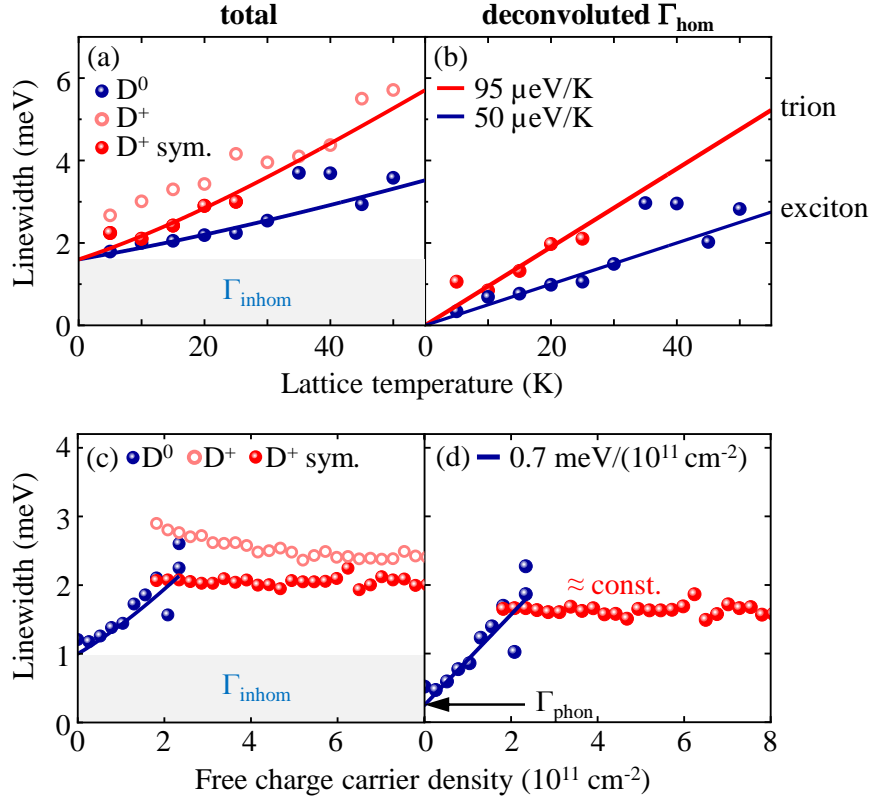 total
deconvoluted Γhom
(a)
D⁰
D⁺
D⁺ sym.
Γinhom
Linewidth (meV)
6
4
2
0
0
20
40
(b)
95 µeV/K
50 µeV/K
trion
exciton
0
20
40
Lattice temperature (K)
(c)
D⁰
D⁺
D⁺ sym.
Γinhom
Linewidth (meV)
4
3
2
1
0
0
2
4
6
(d)
0.7 meV/(10¹¹ cm⁻²)
≈ const.
Γphon
0
2
4
6
8
Free charge carrier density (10¹¹ cm⁻²)